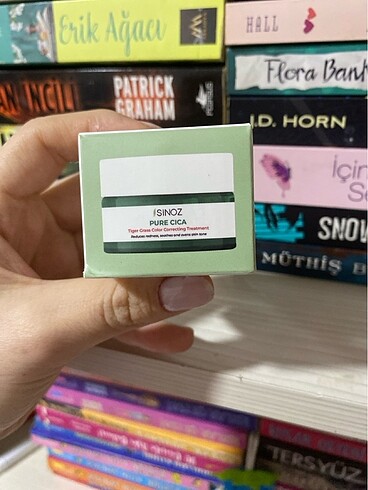 Erik Ağacı
HALL
Flora Bank
PATRICK
GRAHAM
J.D. HORN
İçin
SNOW
MÜTHİŞ B
THE SINOZ
PURE CICA
Tiger Grass Color Correcting Treatment
Reduces redness, soothes and evens skin tone
TERSYÜZ